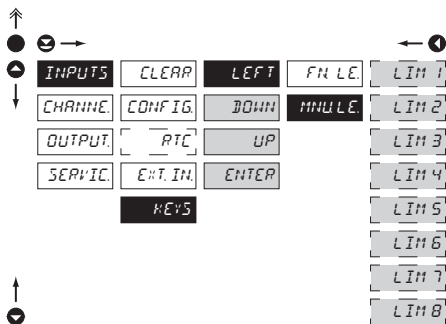 INPUTS CLEAR LEFT FN. LE. LIM 1
CHANNE. CONFIG. DOWN MNU.LE. LIM 2
OUTPUT. RTC UP LIM 3
SERVIC. EXT. IN. ENTER LIM 4
KEYS LIM 5
LIM 6
LIM 7
LIM 8